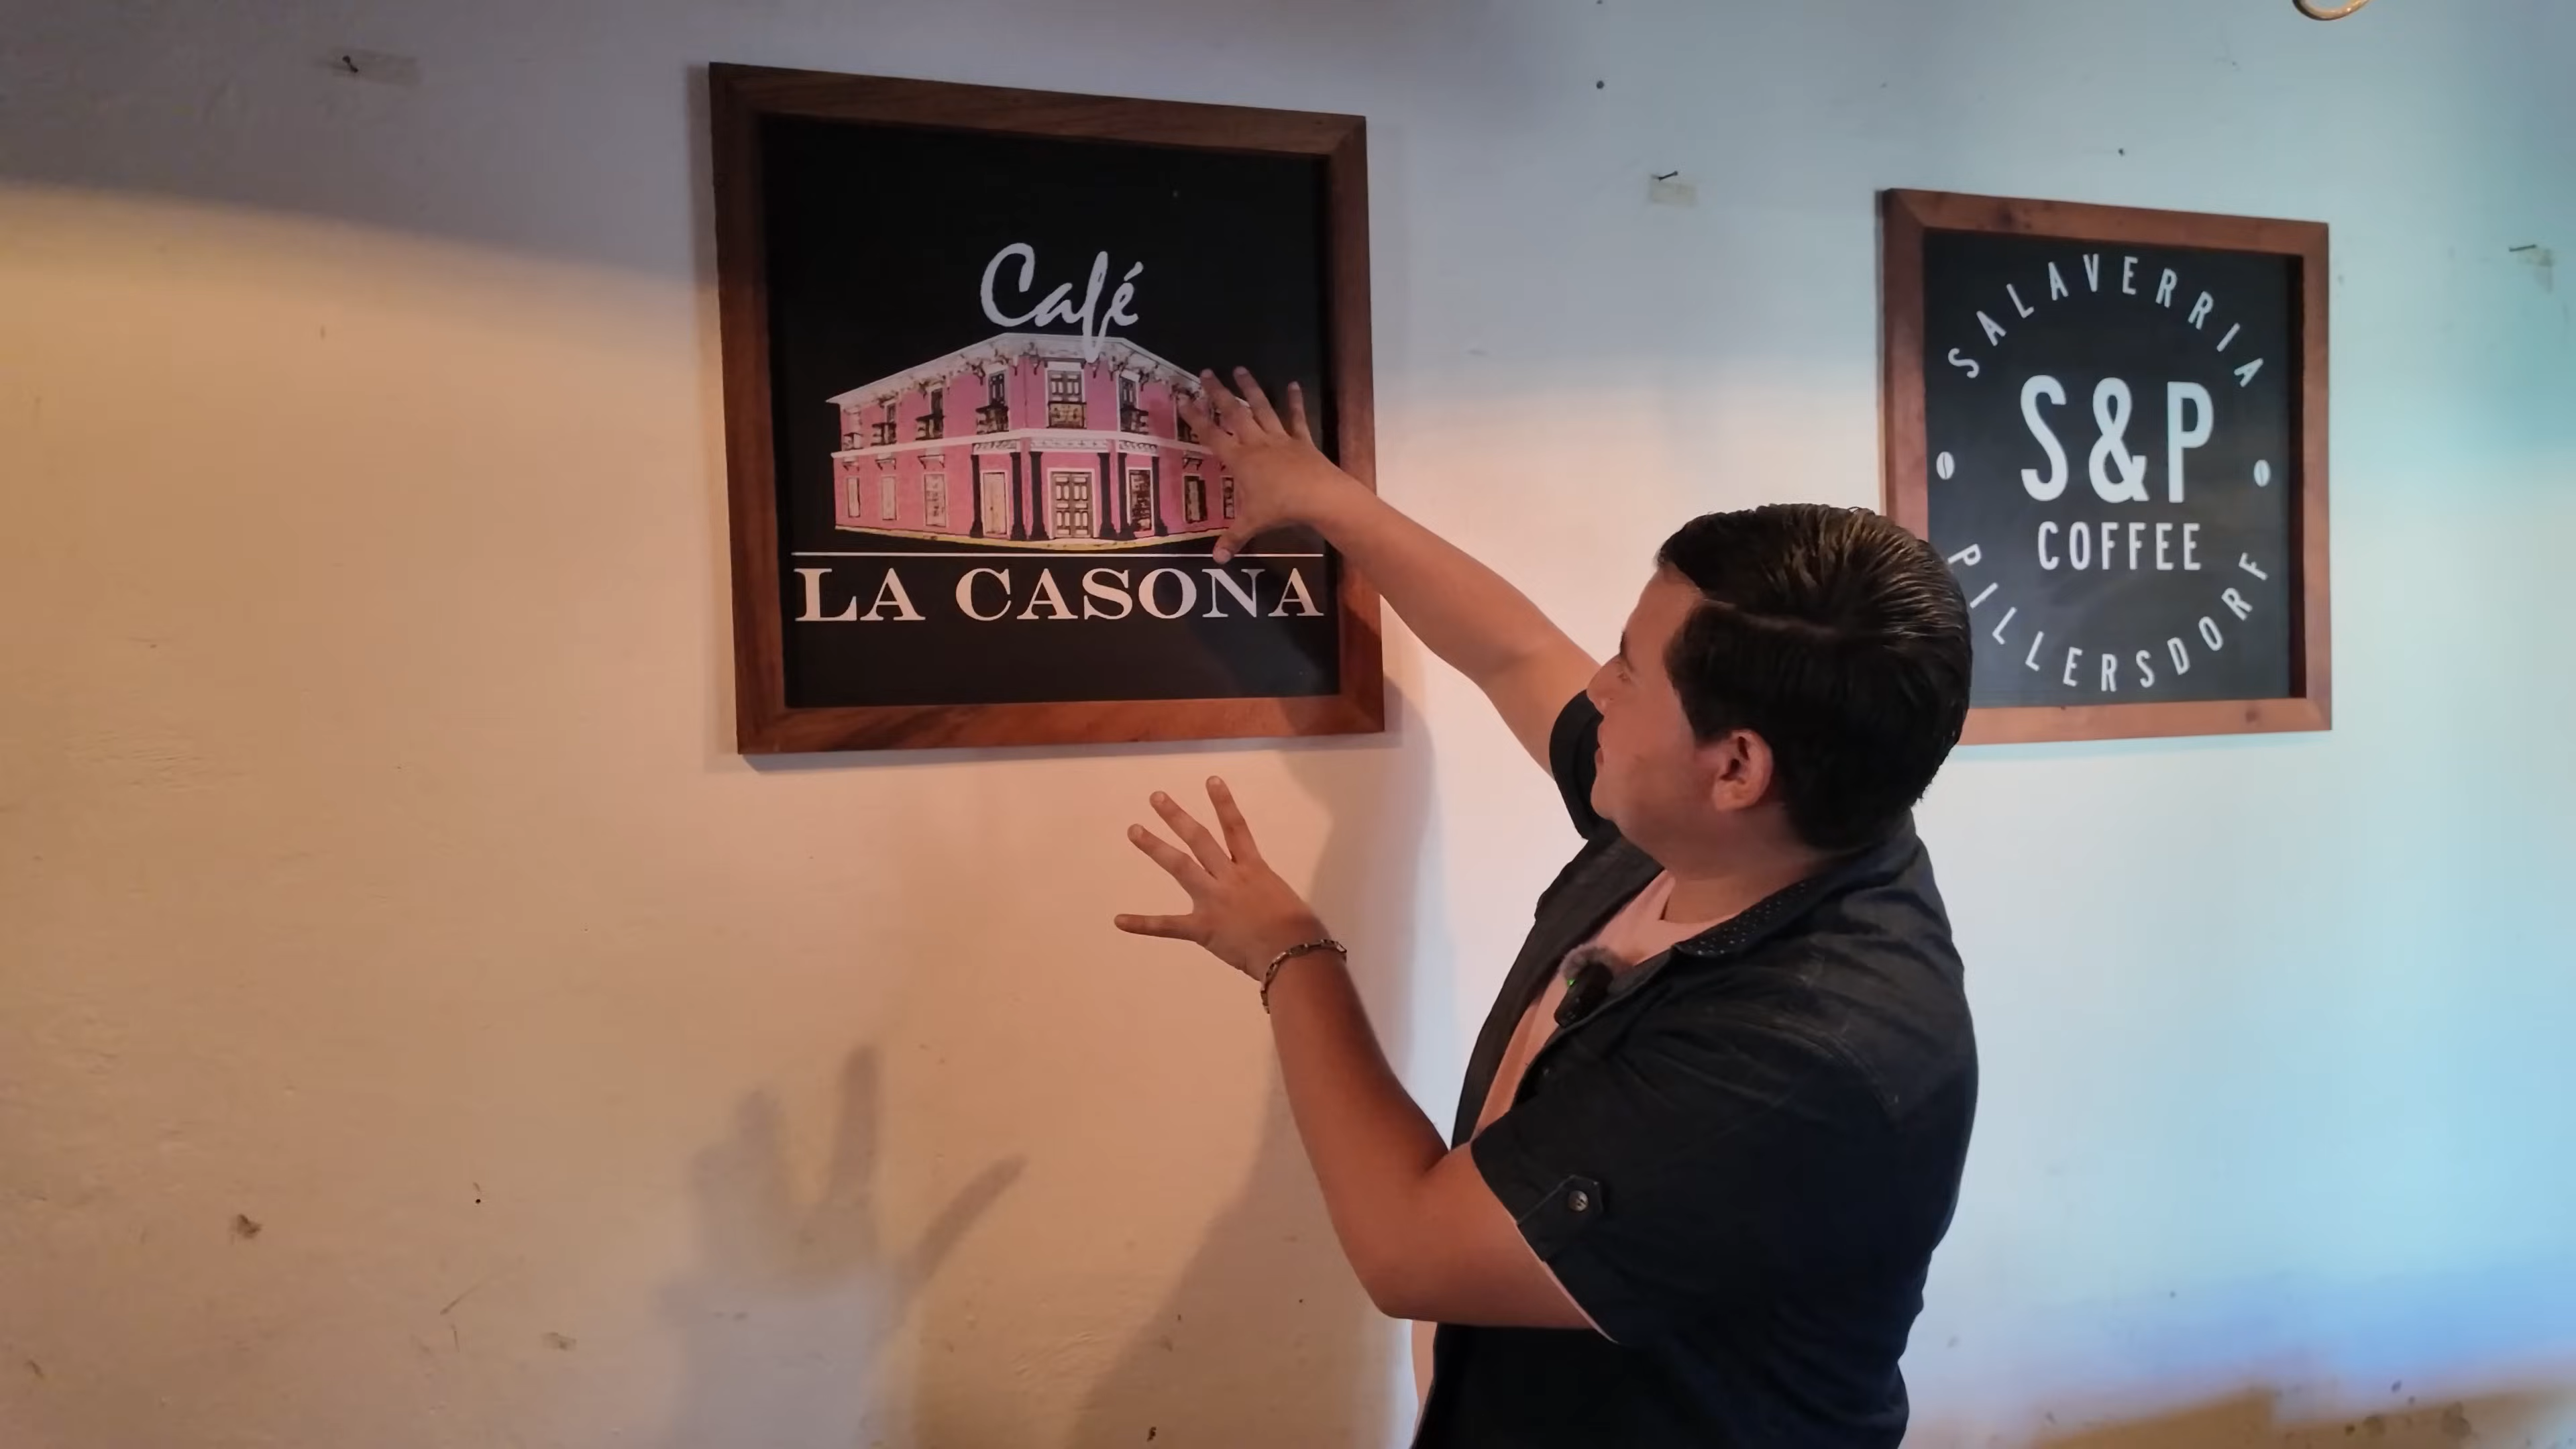 Café
LA CASONA
SALAVERRIA
S&P
COFFEE
PILLERSDORF